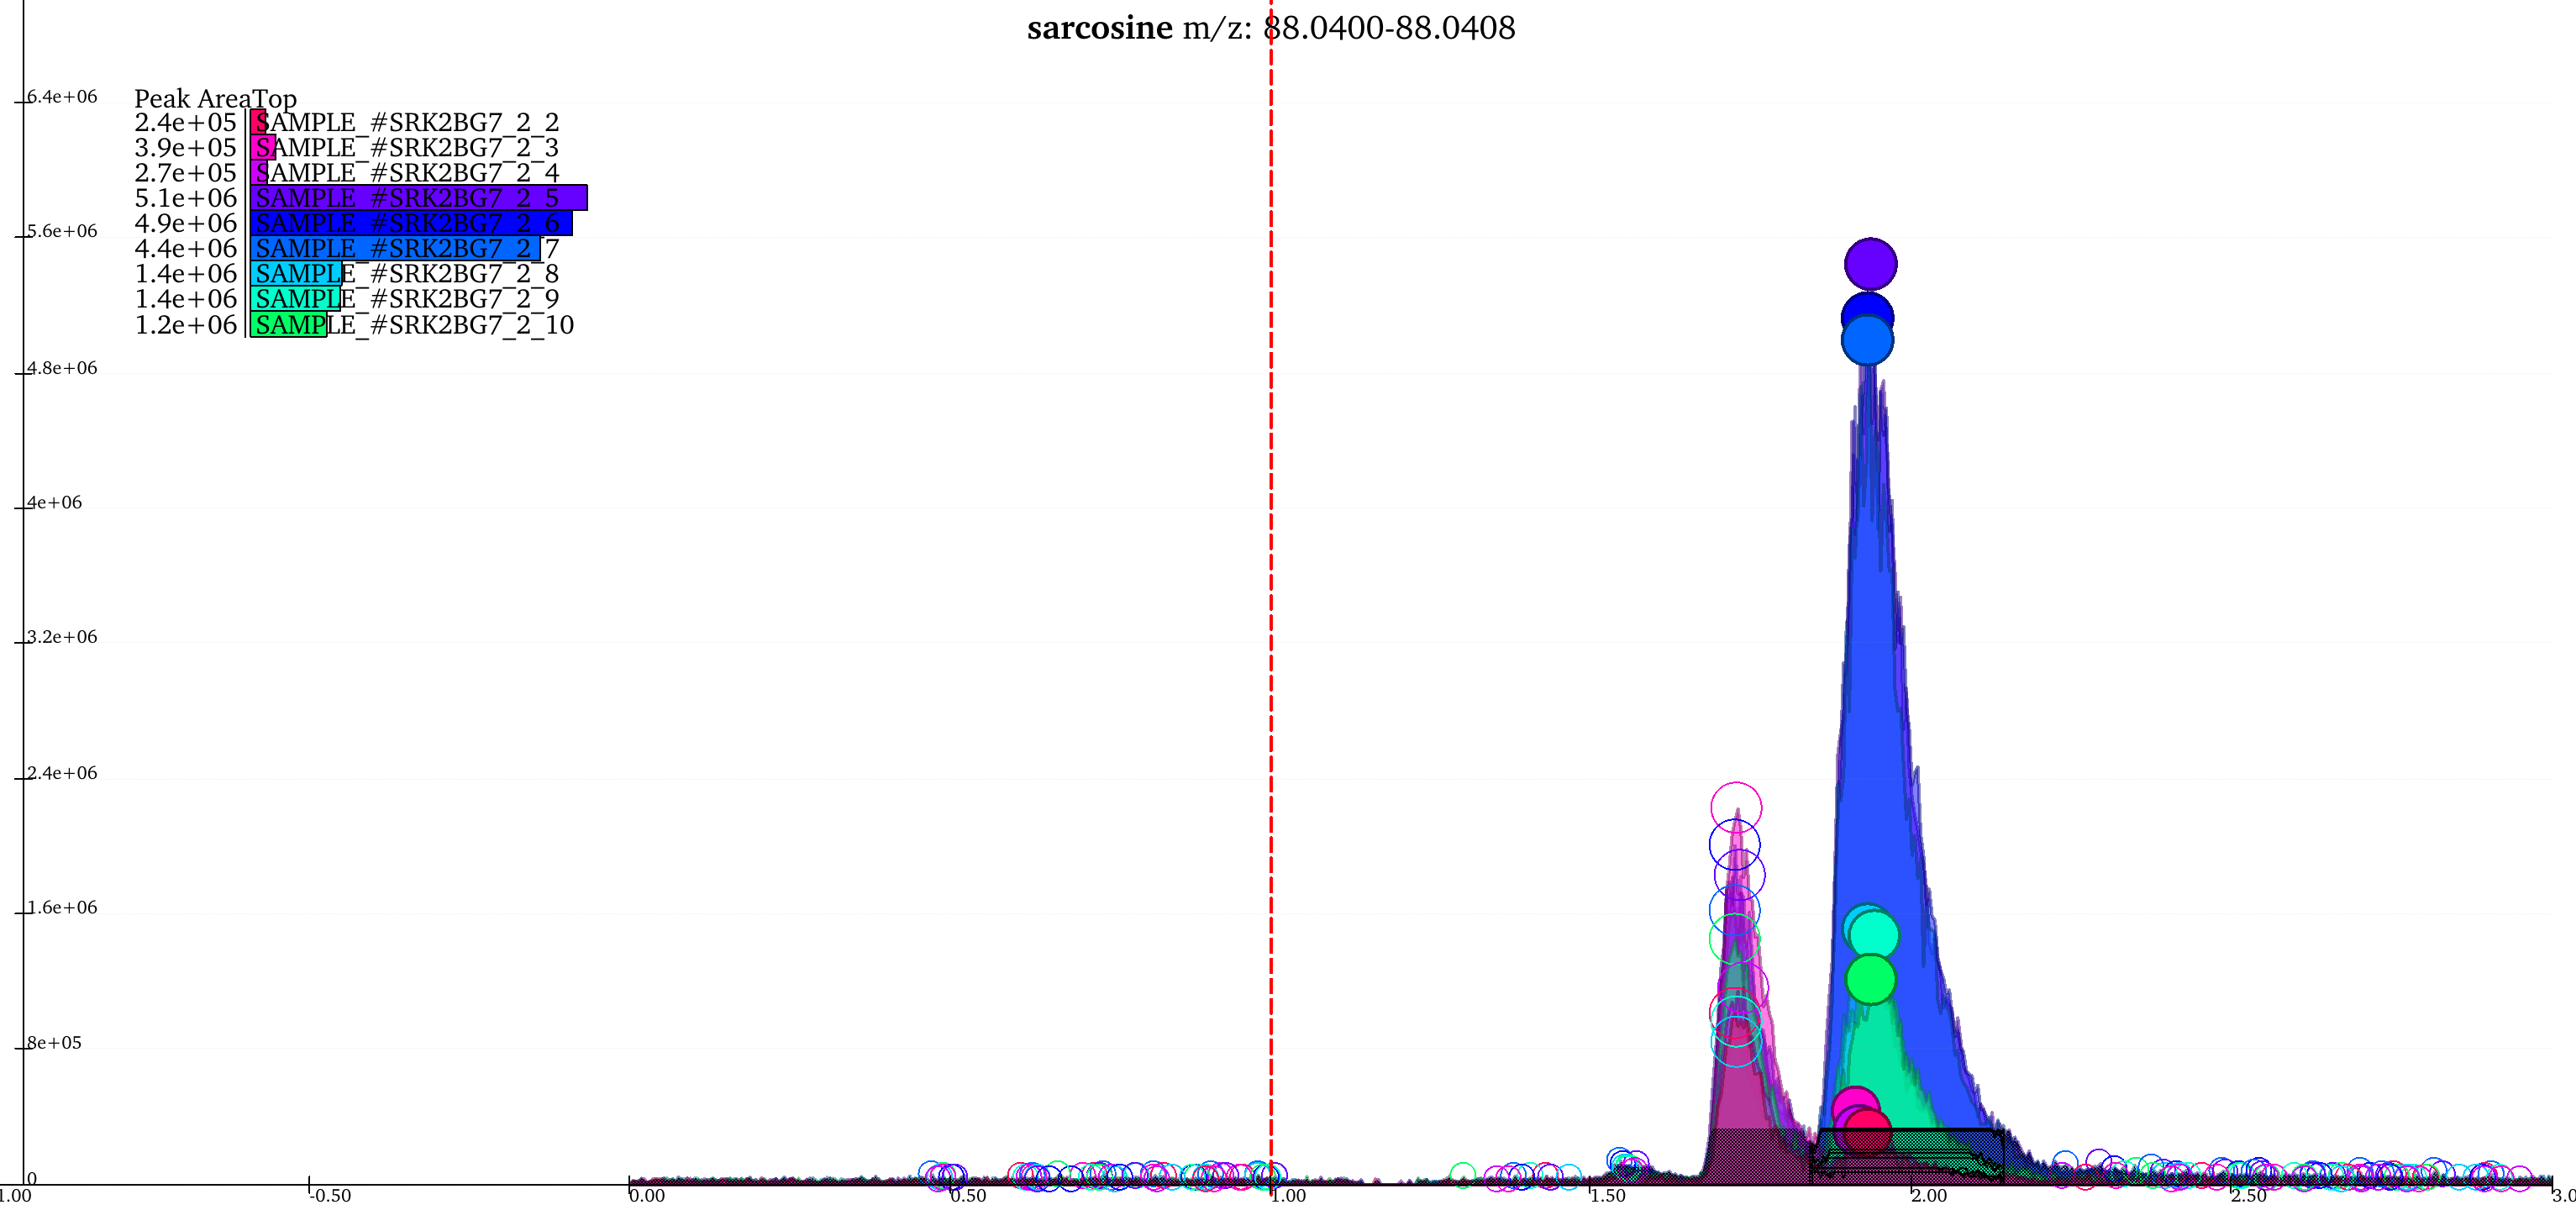 sarcosine m/z: 88.0400-88.0408
6.4e+06
Peak AreaTop
2.4e+05 SAMPLE_#SRK2BG7_2_2
3.9e+05 SAMPLE_#SRK2BG7_2_3
2.7e+05 SAMPLE_#SRK2BG7_2_4
5.1e+06 SAMPLE_#SRK2BG7_2_5
4.9e+06 SAMPLE_#SRK2BG7_2_6
5.6e+06
4.4e+06 SAMPLE_#SRK2BG7_2_7
1.4e+06 SAMPLE_#SRK2BG7_2_8
1.4e+06 SAMPLE_#SRK2BG7_2_9
1.2e+06 SAMPLE_#SRK2BG7_2_10
4.8e+06
4e+06
3.2e+06
2.4e+06
1.6e+06
8e+05
0
1.00 -0.50 0.00 0.50 1.00 1.50 2.00 2.50 3.0